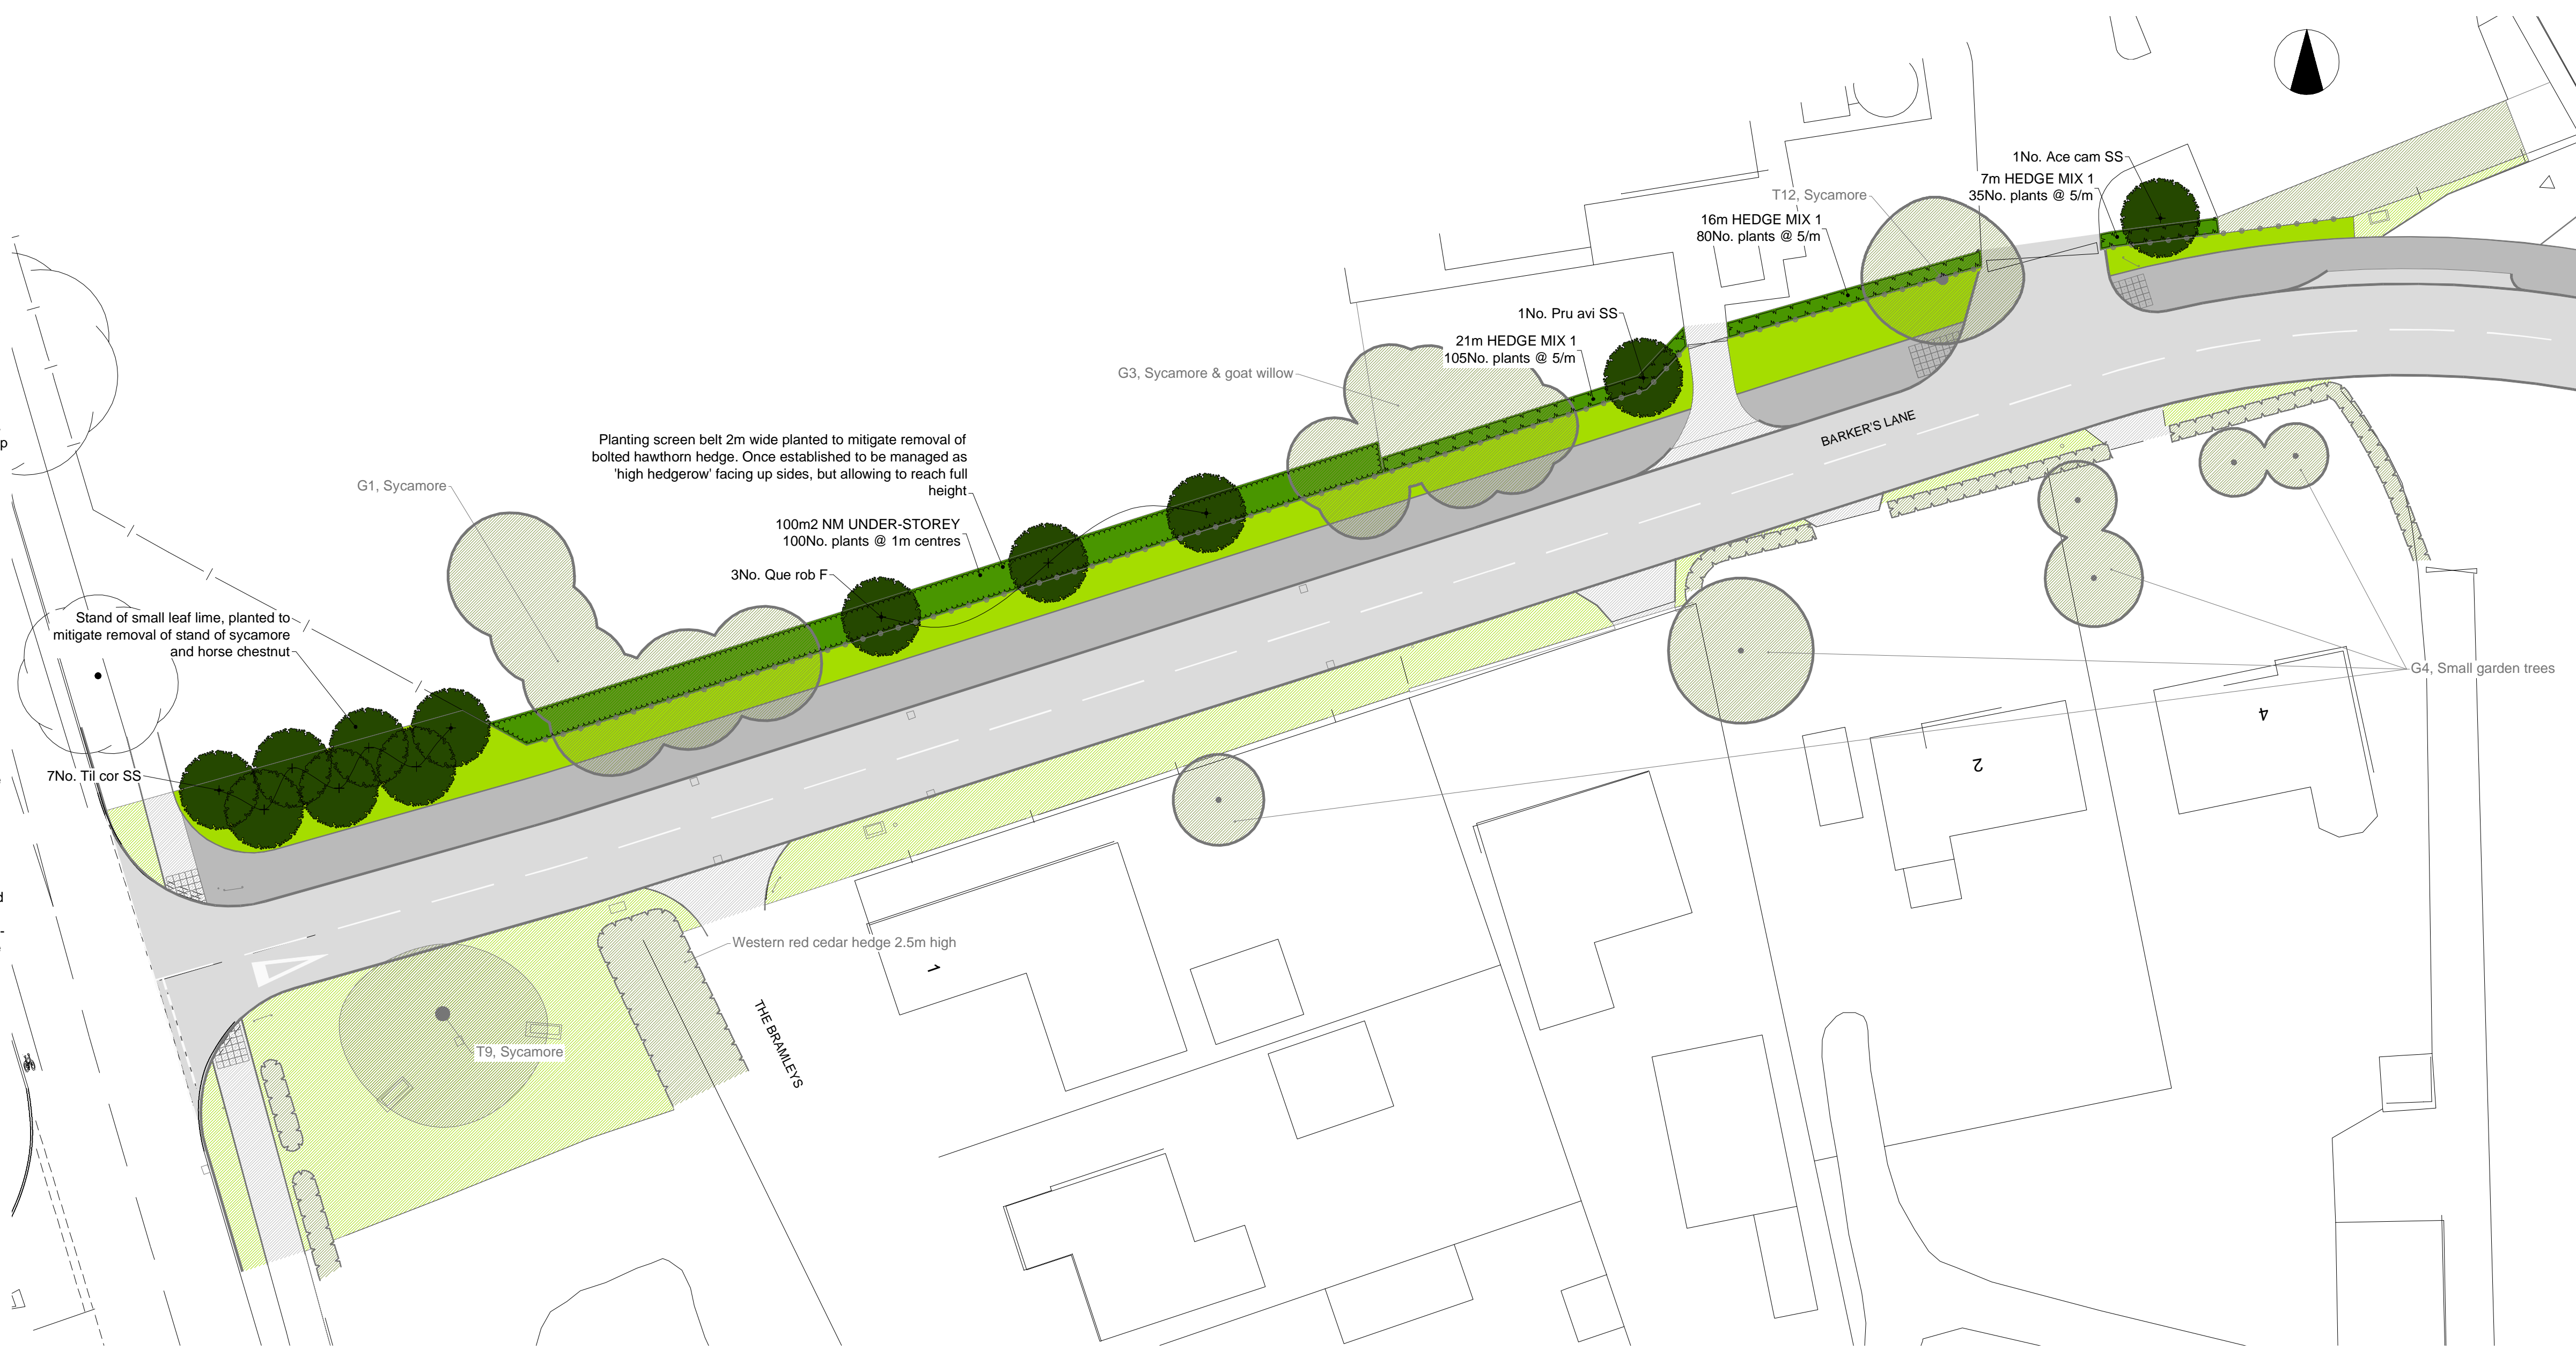 1No. Ace cam SS
7m HEDGE MIX 1
35No. plants @ 5/m
T12, Sycamore
16m HEDGE MIX 1
80No. plants @ 5/m
1No. Pru avi SS
21m HEDGE MIX 1
105No. plants @ 5/m
G3, Sycamore & goat willow
BARKER'S LANE
Planting screen belt 2m wide planted to mitigate removal of
bolted hawthorn hedge. Once established to be managed as
'high hedgerow' facing up sides, but allowing to reach full
height
G1, Sycamore
100m2 NM UNDER-STOREY
100No. plants @ 1m centres
3No. Que rob F
Stand of small leaf lime, planted to
mitigate removal of stand of sycamore
and horse chestnut
7No. Til cor SS
G4, Small garden trees
4
2
1
Western red cedar hedge 2.5m high
THE BRAMLEYS
T9, Sycamore
p
d
-